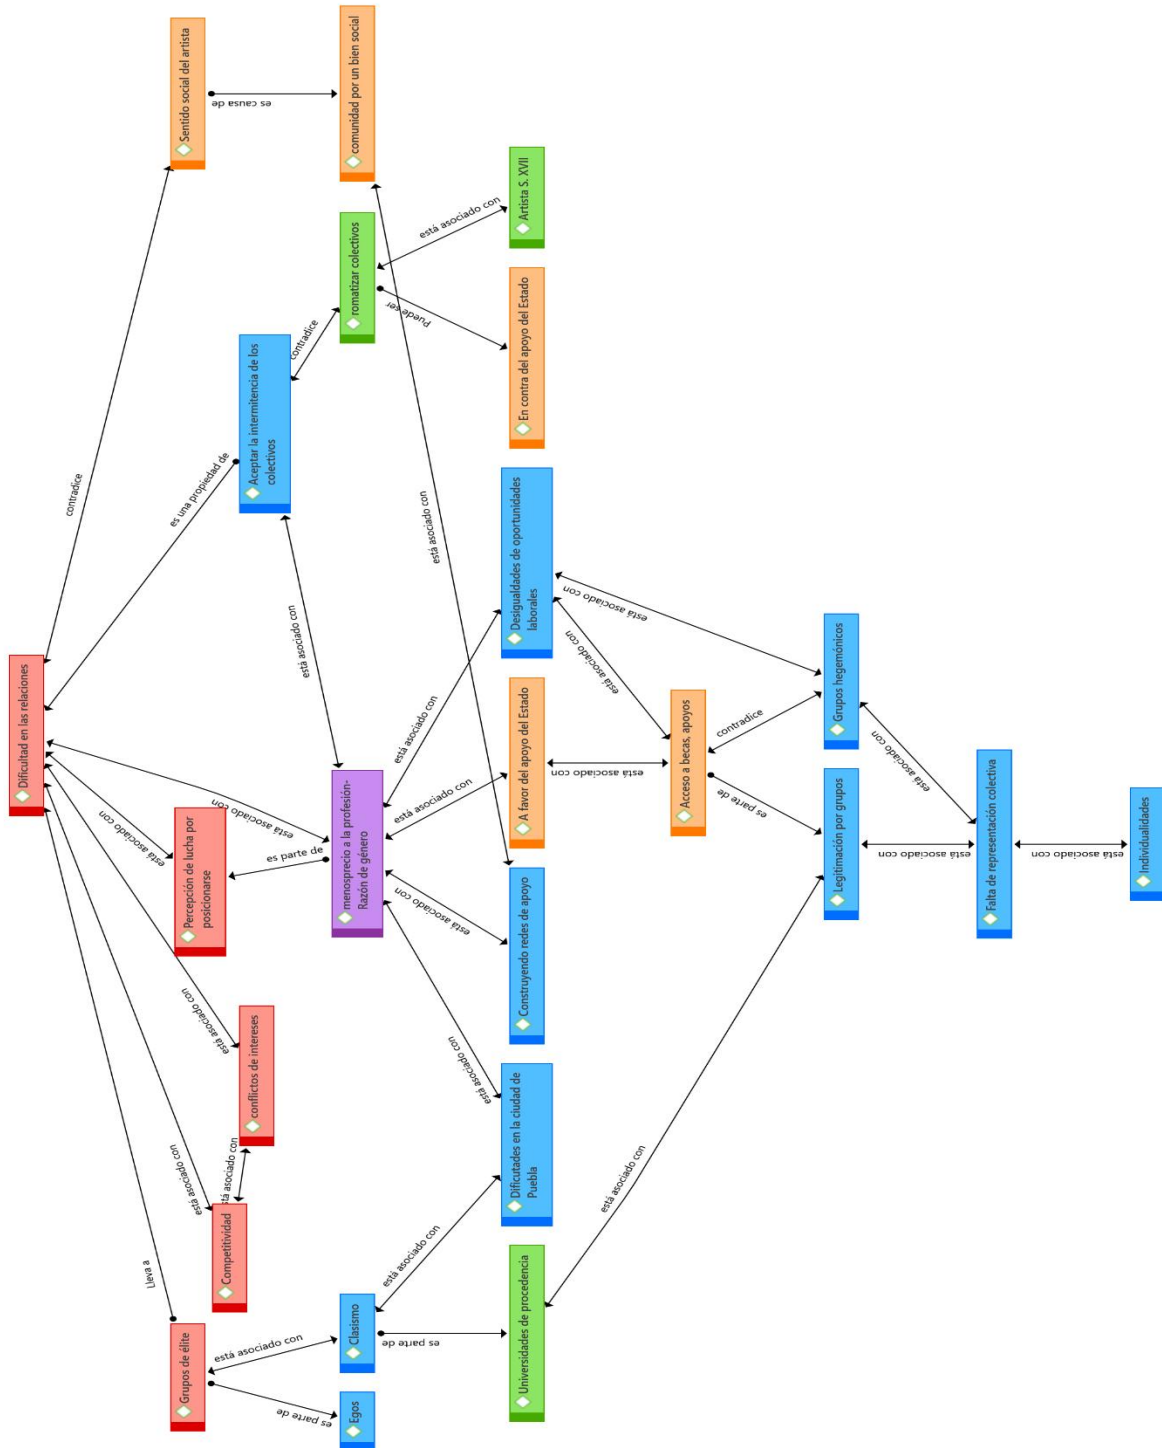 Dificultad en las relaciones
Lleva a
está asociado con
está asociado con
está asociado con
está asociado con
es una propiedad de
contradice
Grupos de élite
Competitividad
está asociado con
conflictos de intereses
Percepción de lucha por
posicionarse
Sentido social del artista
es parte de
está asociado con
es parte de
está asociado con
Aceptar la intermitencia de los
colectivos
contradice
es causa de
Egos
Clasismo
menosprecio a la profesión-
Razón de género
romatizar colectivos
comunidad por un bien social
es parte de
está asociado con
está asociado con
está asociado con
está asociado con
está asociado con
está asociado con
Puede ser
está asociado con
Universidades de procedencia
Dificutades en la ciudad de
Puebla
Construyendo redes de apoyo
A favor del apoyo del Estado
Desigualdades de oportunidades
laborales
En contra del apoyo del Estado
Artista S. XVII
está asociado con
está asociado con
está asociado con
está asociado con
Acceso a becas, apoyos
es parte de
contradice
Legitimación por grupos
Grupos hegemónicos
está asociado con
está asociado con
Falta de representación colectiva
está asociado con
Individualidades